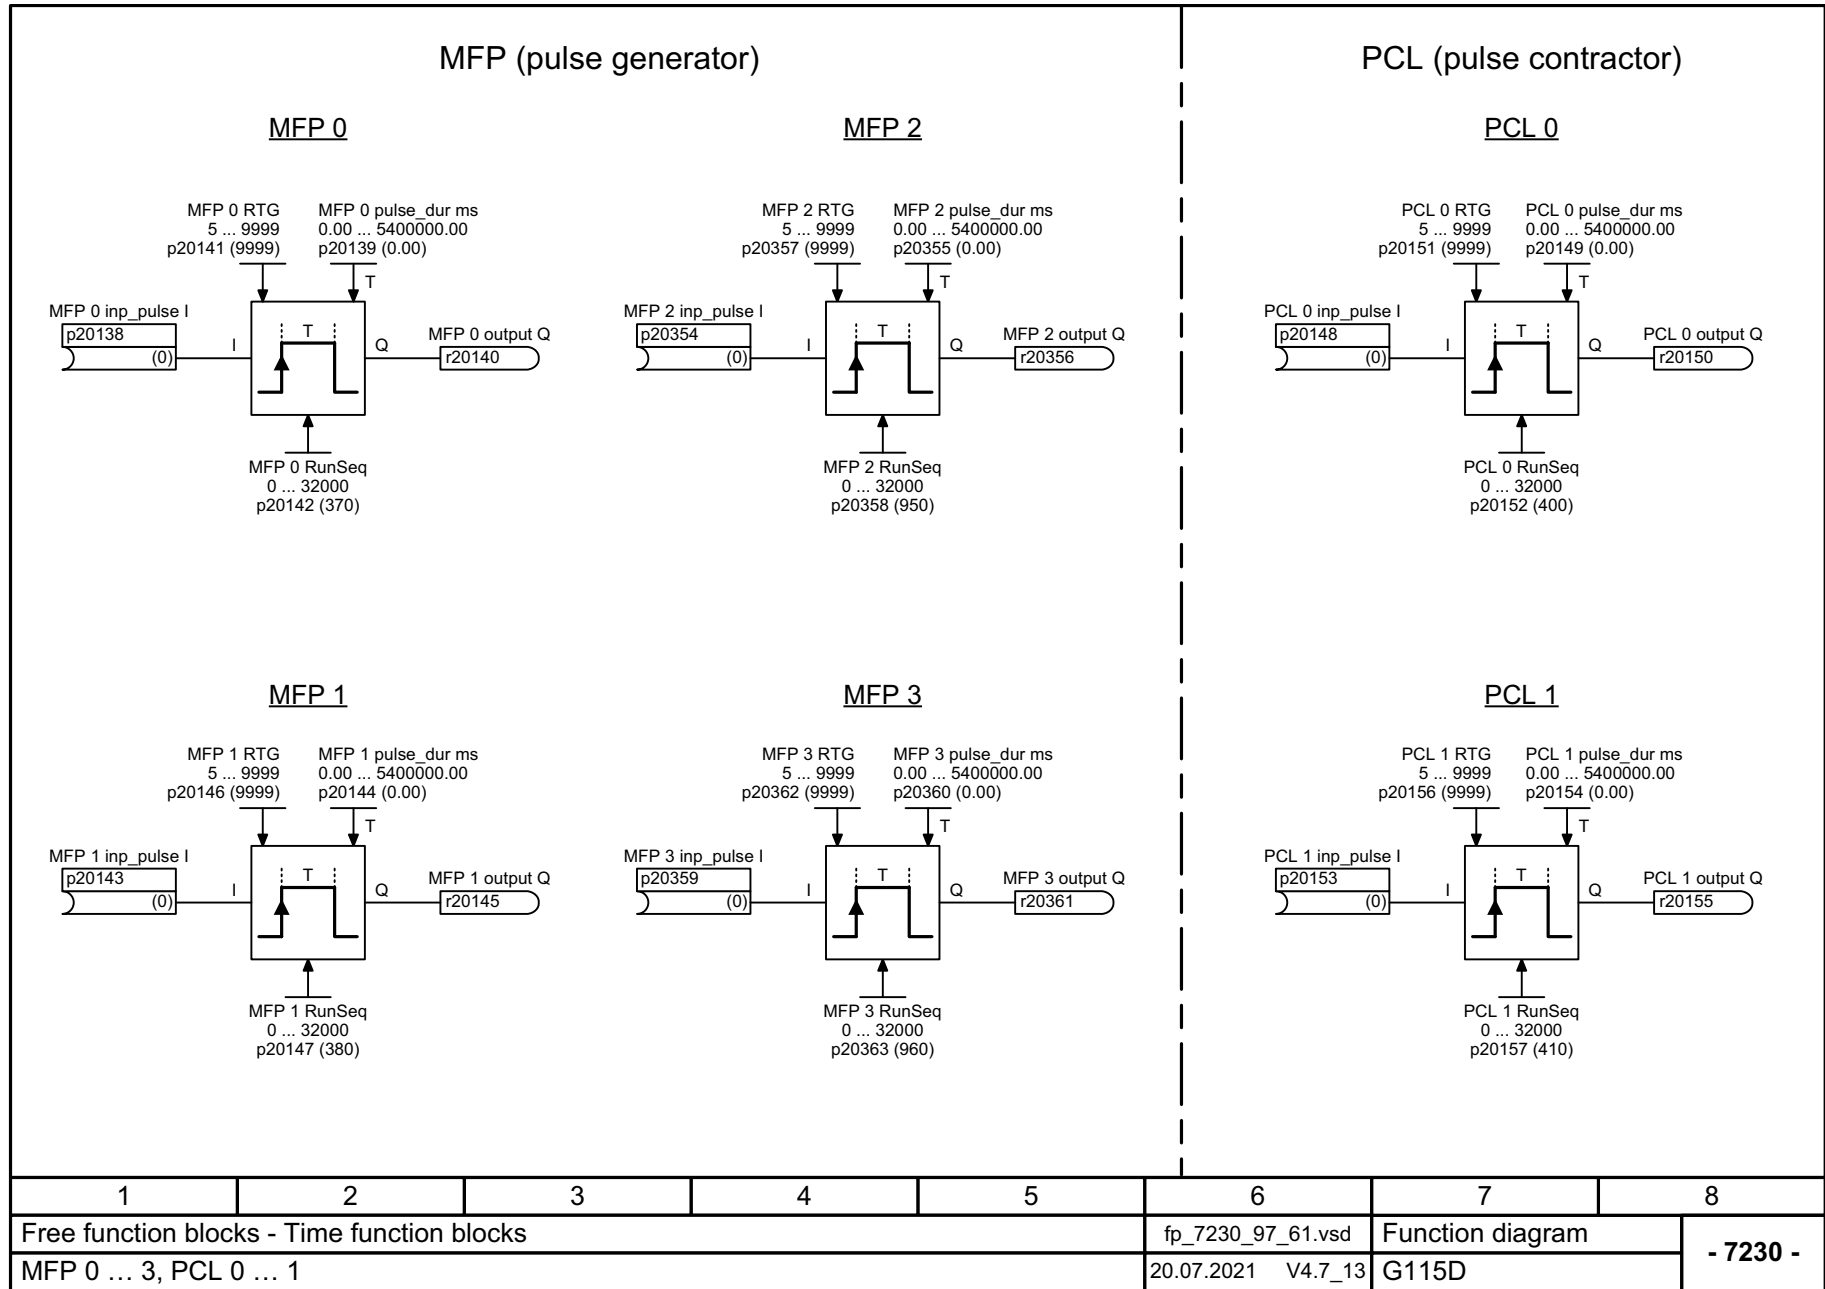 MFP (pulse generator)
PCL (pulse contractor)
MFP 0
MFP 0 RTG
5 ... 9999
p20141 (9999)
MFP 0 pulse_dur ms
0.00 ... 5400000.00
p20139 (0.00)
T
MFP 0 inp_pulse I
p20138
(0)
I
T
Q
MFP 0 output Q
r20140
MFP 0 RunSeq
0 ... 32000
p20142 (370)
MFP 2
MFP 2 RTG
5 ... 9999
p20357 (9999)
MFP 2 pulse_dur ms
0.00 ... 5400000.00
p20355 (0.00)
T
MFP 2 inp_pulse I
p20354
(0)
I
T
Q
MFP 2 output Q
r20356
MFP 2 RunSeq
0 ... 32000
p20358 (950)
PCL 0
PCL 0 RTG
5 ... 9999
p20151 (9999)
PCL 0 pulse_dur ms
0.00 ... 5400000.00
p20149 (0.00)
T
PCL 0 inp_pulse I
p20148
(0)
I
T
Q
PCL 0 output Q
r20150
PCL 0 RunSeq
0 ... 32000
p20152 (400)
MFP 1
MFP 1 RTG
5 ... 9999
p20146 (9999)
MFP 1 pulse_dur ms
0.00 ... 5400000.00
p20144 (0.00)
T
MFP 1 inp_pulse I
p20143
(0)
I
T
Q
MFP 1 output Q
r20145
MFP 1 RunSeq
0 ... 32000
p20147 (380)
MFP 3
MFP 3 RTG
5 ... 9999
p20362 (9999)
MFP 3 pulse_dur ms
0.00 ... 5400000.00
p20360 (0.00)
T
MFP 3 inp_pulse I
p20359
(0)
I
T
Q
MFP 3 output Q
r20361
MFP 3 RunSeq
0 ... 32000
p20363 (960)
PCL 1
PCL 1 RTG
5 ... 9999
p20156 (9999)
PCL 1 pulse_dur ms
0.00 ... 5400000.00
p20154 (0.00)
T
PCL 1 inp_pulse I
p20153
(0)
I
T
Q
PCL 1 output Q
r20155
PCL 1 RunSeq
0 ... 32000
p20157 (410)
1 2 3 4 5 6 7 8
Free function blocks - Time function blocks
fp_7230_97_61.vsd
Function diagram
- 7230 -
MFP 0 … 3, PCL 0 … 1
20.07.2021 V4.7_13
G115D